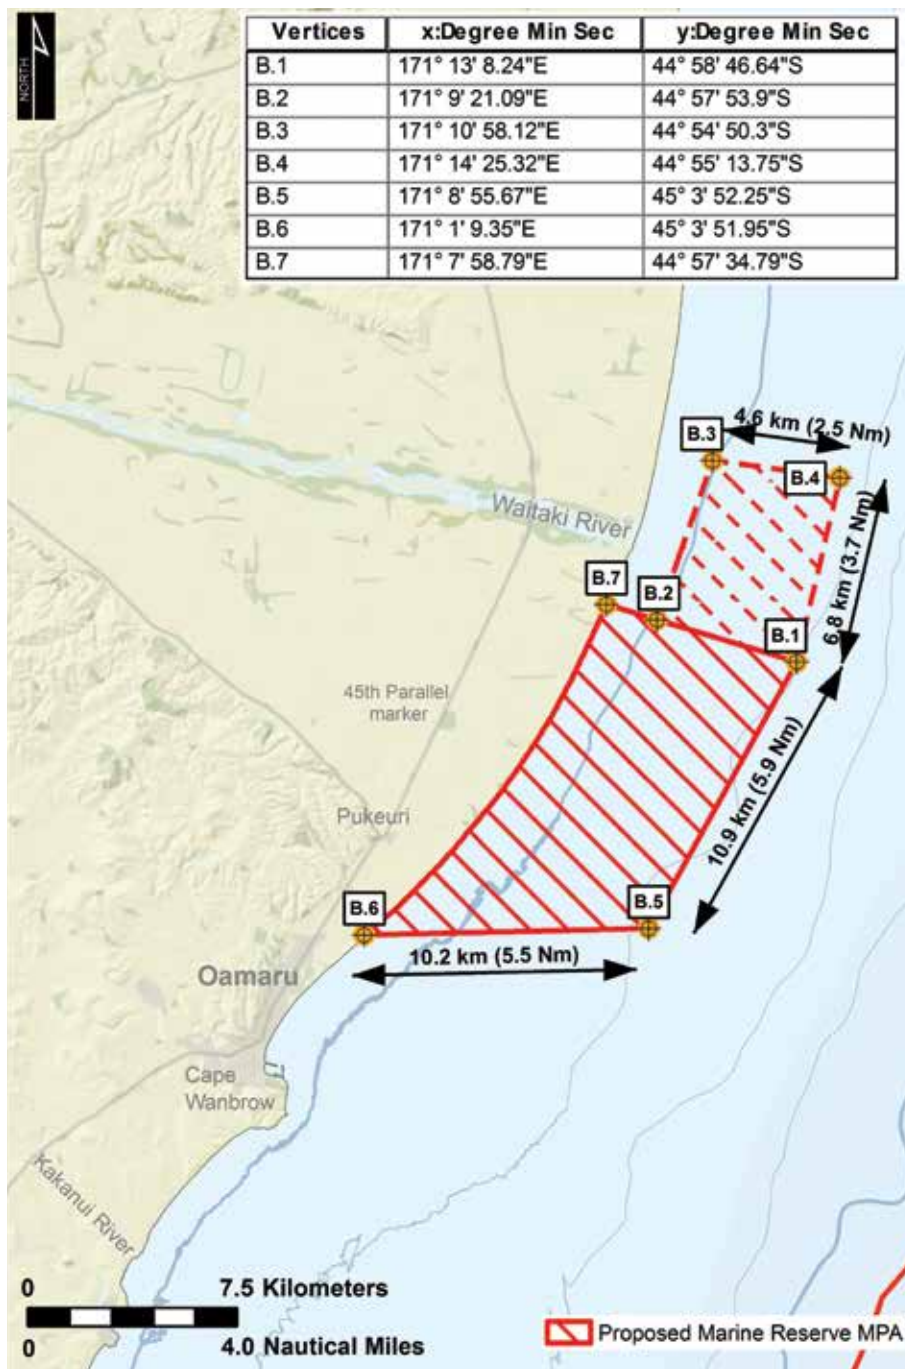 NORTH
Vertices x:Degree Min Sec y:Degree Min Sec
B.1 171° 13' 8.24"E 44° 58' 46.64"S
B.2 171° 9' 21.09"E 44° 57' 53.9"S
B.3 171° 10' 58.12"E 44° 54' 50.3"S
B.4 171° 14' 25.32"E 44° 55' 13.75"S
B.5 171° 8' 55.67"E 45° 3' 52.25"S
B.6 171° 1' 9.35"E 45° 3' 51.95"S
B.7 171° 7' 58.79"E 44° 57' 34.79"S
4.6 km (2.5 Nm)
B.3
B.4
Waitaki River
6.8 km (3.7 Nm)
B.7
B.2
B.1
45th Parallel
marker
10.9 km (5.9 Nm)
Pukeuri
B.6
B.5
10.2 km (5.5 Nm)
Oamaru
Cape
Wanbrow
Kakanui River
0 7.5 Kilometers
0 4.0 Nautical Miles
Proposed Marine Reserve MPA